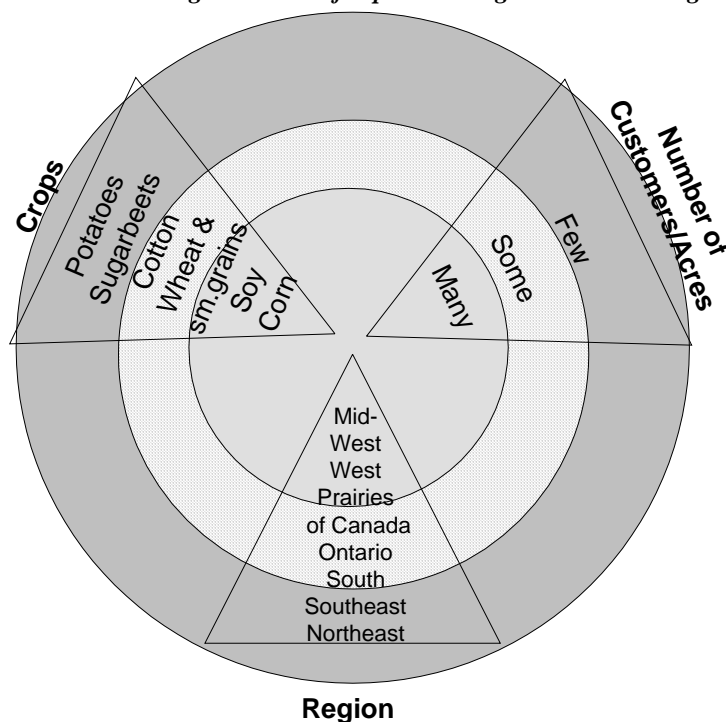 Crops
Potatoes
Sugarbeets
Cotton
Wheat &
sm.grains
Soy
Corn
Many
Some
Few
Number of
Customers/Acres
Mid-
West
West
Prairies
of Canada
Ontario
South
Southeast
Northeast
Region